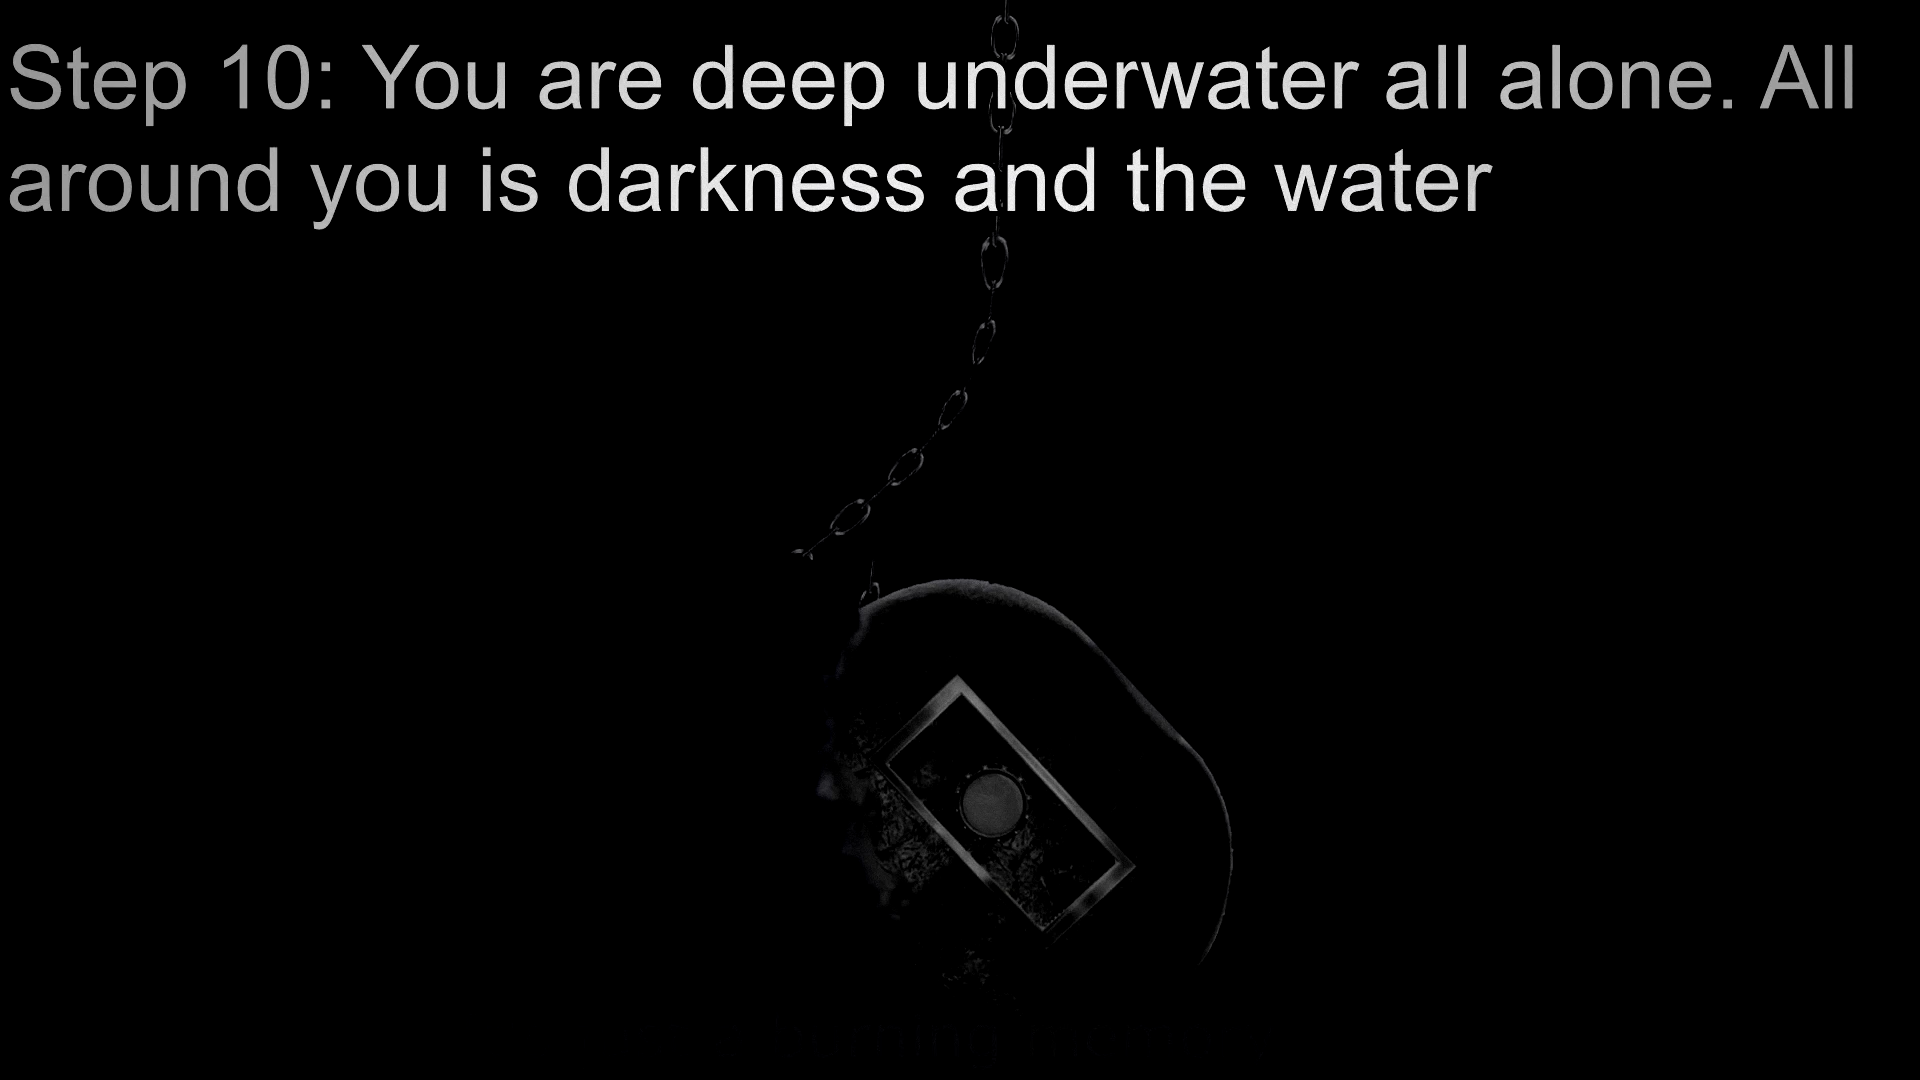 Step 10: You are deep underwater all alone. All
around you is darkness and the water